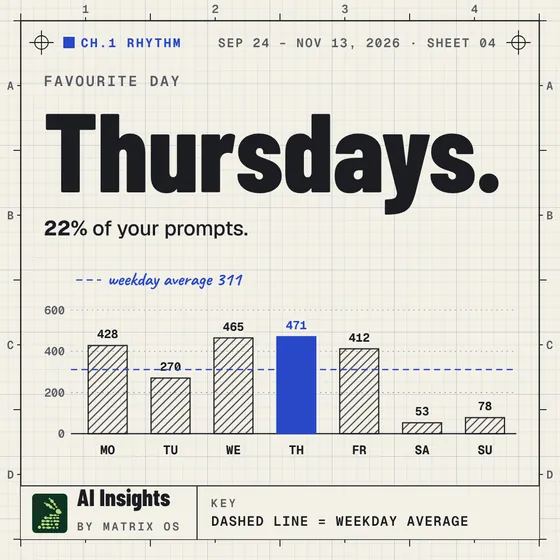 1 2 3 4
CH.1 RHYTHM SEP 24 – NOV 13, 2026 · SHEET 04
A A
FAVOURITE DAY
Thursdays.
B B
22% of your prompts.
weekday average 311
600
428 270 465 471 412 53 78
C C
400
200
0
MO TU WE TH FR SA SU
D D
AI Insights
BY MATRIX OS
KEY
DASHED LINE = WEEKDAY AVERAGE